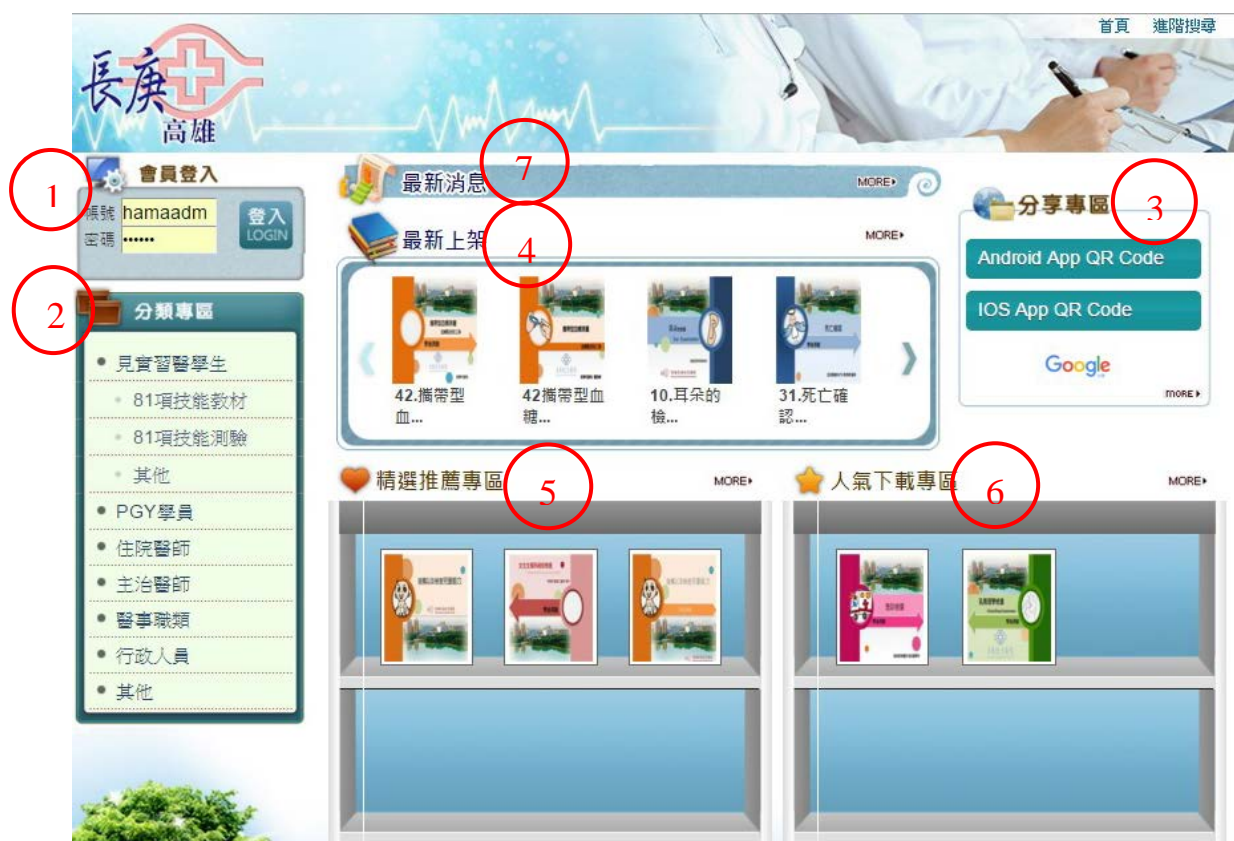 首頁 進階搜尋
長庚
高雄
1
會員登入
帳號 hamaadm
密碼 ••••••
登入
LOGIN
2
分類專區
見實習醫學生
81項技能教材
81項技能測驗
其他
PGY學員
住院醫師
主治醫師
醫事職類
行政人員
其他
7
最新消息
MORE
4
最新上架
MORE
42.攜帶型血...
42攜帶型血糖...
10.耳朵的檢...
31.死亡確認...
3
分享專區
Android App QR Code
IOS App QR Code
Google
more
5
精選推薦專區
MORE
6
人氣下載專區
MORE